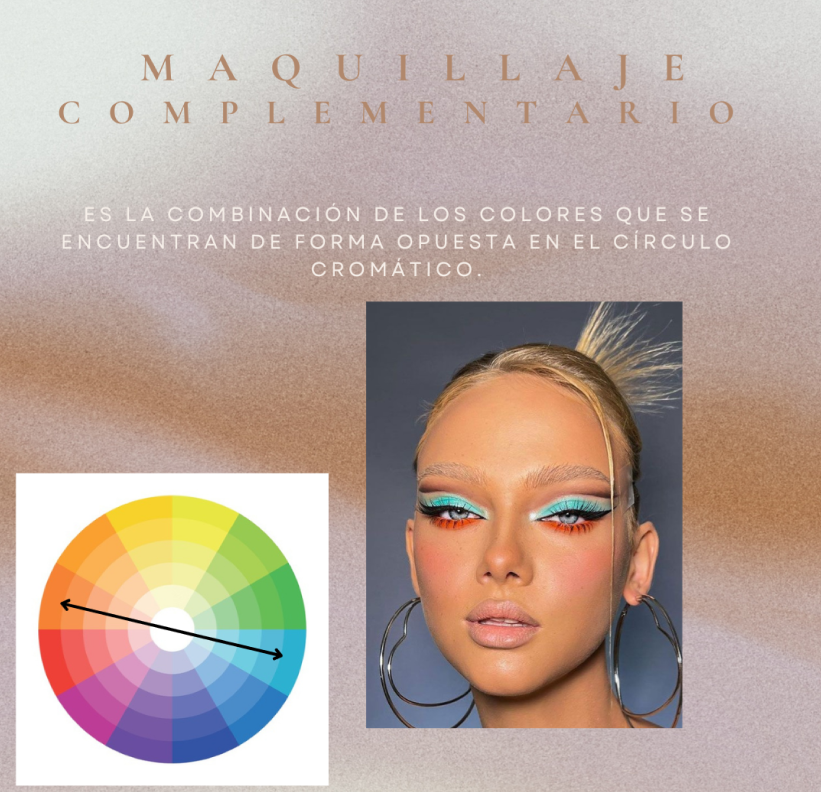 MAQUILLAJE
COMPLEMENTARIO
ES LA COMBINACIÓN DE LOS COLORES QUE SE
ENCUENTRAN DE FORMA OPUESTA EN EL CÍRCULO
CROMÁTICO.